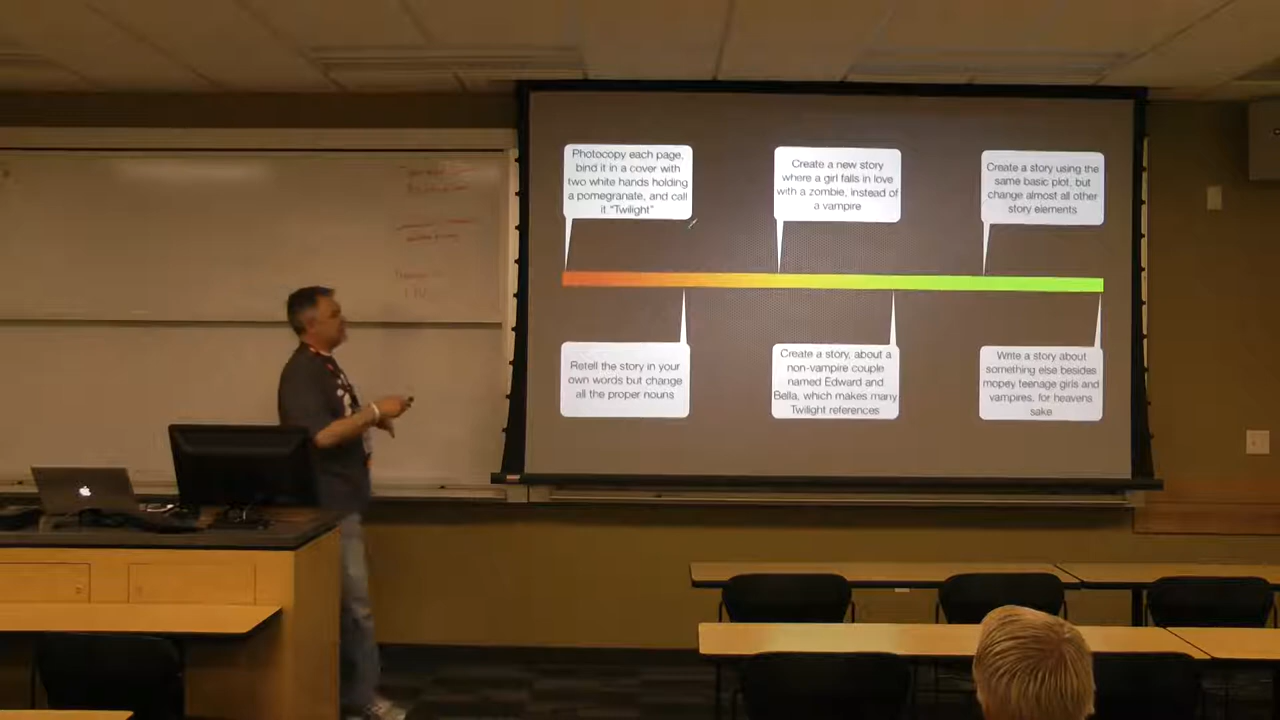 Photocopy each page,
bind it in a cover with
two white hands holding
a pomegranate, and call
it "Twilight"
Create a new story
where a girl falls in love
with a zombie, instead of
a vampire
Create a story using the
same basic plot, but
change almost all other
story elements
Retell the story in your
own words but change
all the proper nouns
Create a story, about a
non-vampire couple
named Edward and
Bella, which makes many
Twilight references
Write a story about
something else besides
mopey teenage girls and
vampires, for heavens
sake